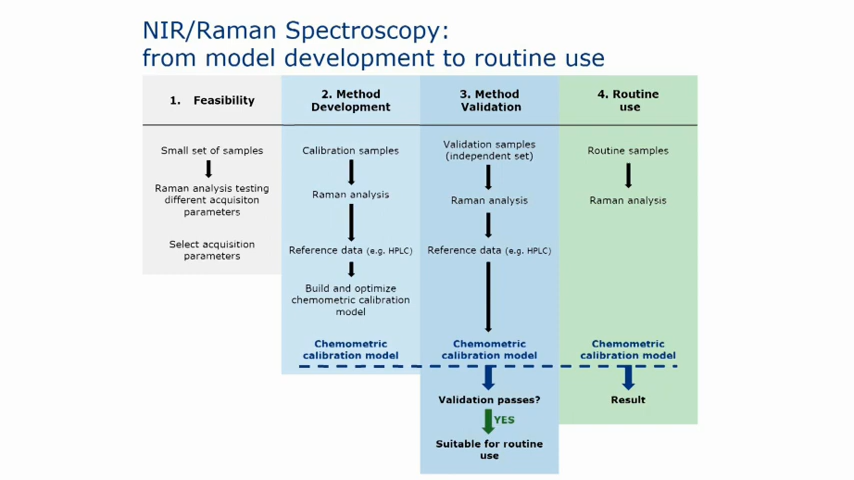 NIR/Raman Spectroscopy:
from model development to routine use
1. Feasibility
Small set of samples
Raman analysis testing
different acquisiton
parameters
Select acquisition
parameters
2. Method
Development
Calibration samples
Raman analysis
Reference data (e.g. HPLC)
Build and optimize
chemometric calibration
model
Chemometric
calibration model
3. Method
Validation
Validation samples
(independent set)
Raman analysis
Reference data (e.g. HPLC)
Chemometric
calibration model
Validation passes?
YES
Suitable for routine
use
4. Routine
use
Routine samples
Raman analysis
Chemometric
calibration model
Result